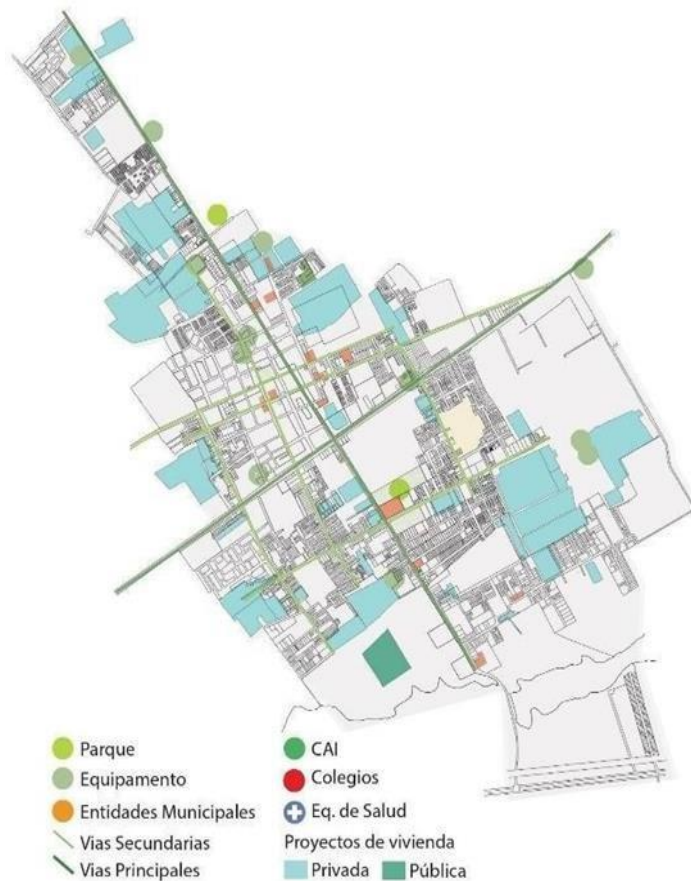 Parque
Equipamento
Entidades Municipales
Vias Secundarias
Vias Principales
CAI
Colegios
Eq. de Salud
Proyectos de vivienda
Privada
Pública